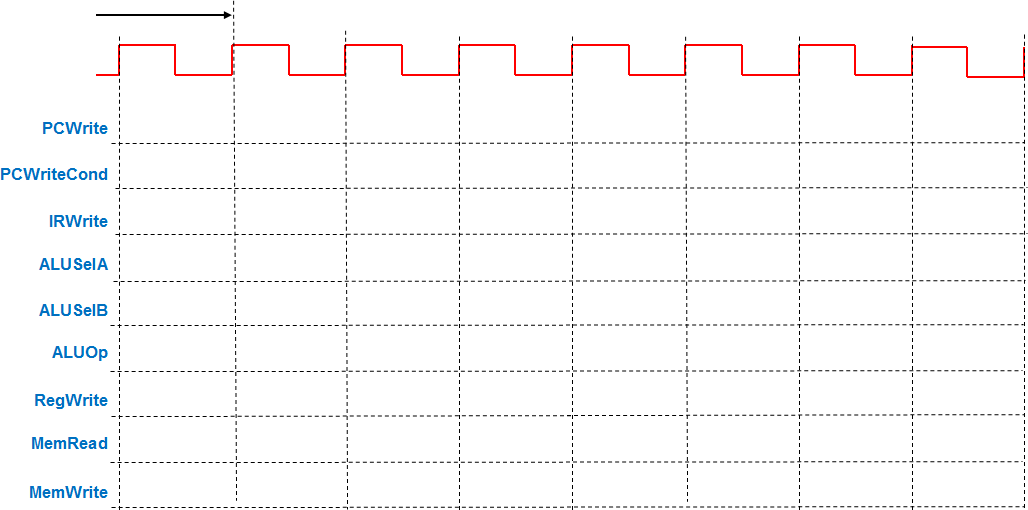 PCWrite
PCWriteCond
IRWrite
ALUSelA
ALUSelB
ALUOp
RegWrite
MemRead
MemWrite